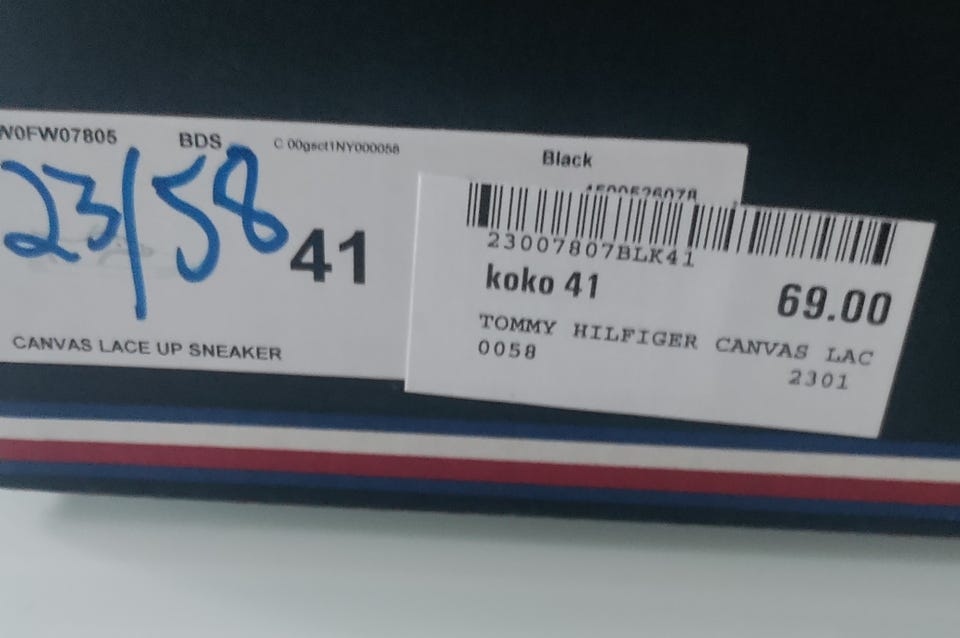 W0FW07805 BDS C 00gsct1NY000058 Black
23/58
41
CANVAS LACE UP SNEAKER
4500526078
23007807BLK41
koko 41 69.00
TOMMY HILFIGER CANVAS LAC
0058 2301